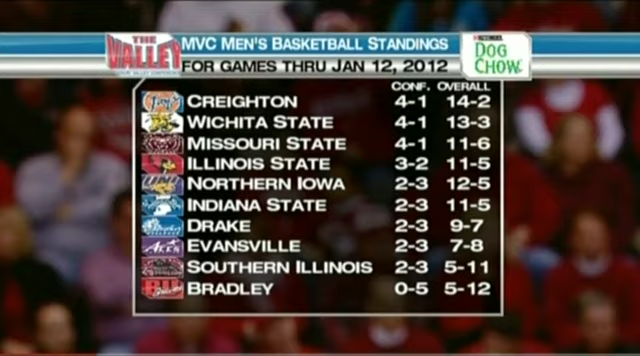 THE VALLEY
MVC MEN'S BASKETBALL STANDINGS
DOG CHOW
FOR GAMES THRU JAN 12, 2012
CONF. OVERALL
CREIGHTON 4-1 14-2
WICHITA STATE 4-1 13-3
MISSOURI STATE 4-1 11-6
ILLINOIS STATE 3-2 11-5
UNI NORTHERN IOWA 2-3 12-5
INDIANA STATE 2-3 11-5
DRAKE 2-3 9-7
ACES EVANSVILLE 2-3 7-8
SOUTHERN ILLINOIS 2-3 5-11
BRADLEY 0-5 5-12